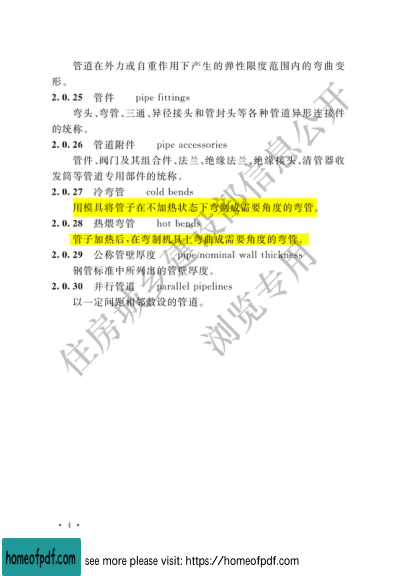 管道在外力或自重作用下产生的弹性限度范围内的弯曲变
形。
2.0.25 管件 pipe fittings
弯头、弯管、三通、异径接头和管封头等各种管道异形连接件
的统称。
2.0.26 管道附件 pipe accessories
管件、阀门及其组合件、法兰、绝缘法兰、绝缘接头、清管器收
发筒等管道专用部件的统称。
2.0.27 冷弯管 cold bends
用模具将管子在不加热状态下弯制成需要角度的弯管。
2.0.28 热煨弯管 hot bends
管子加热后,在弯制机具上弯曲成需要角度的弯管。
2.0.29 公称管壁厚度 pipe nominal wall thickness
钢管标准中所列出的管壁厚度。
2.0.30 并行管道 parallel pipelines
以一定间距相邻敷设的管道。
住房城乡建设部信息公开
浏览专用
· 4 ·
homeofpdf.com
see more please visit: https://homeofpdf.com